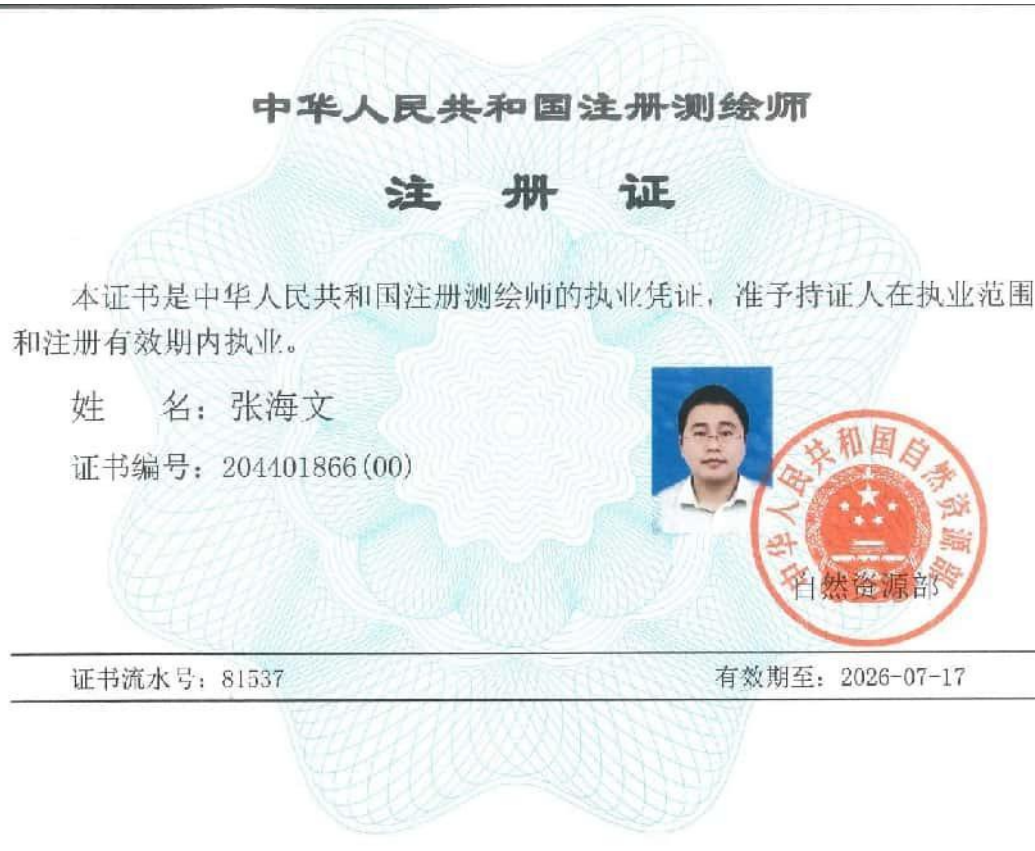 中华人民共和国注册测绘师
注 册 证
本证书是中华人民共和国注册测绘师的执业凭证，准予持证人在执业范围
和注册有效期内执业。
姓 名：张海文
证书编号：204401866(00)
中华人民共和国自然资源部
自然资源部
证书流水号：81537
有效期至：2026-07-17